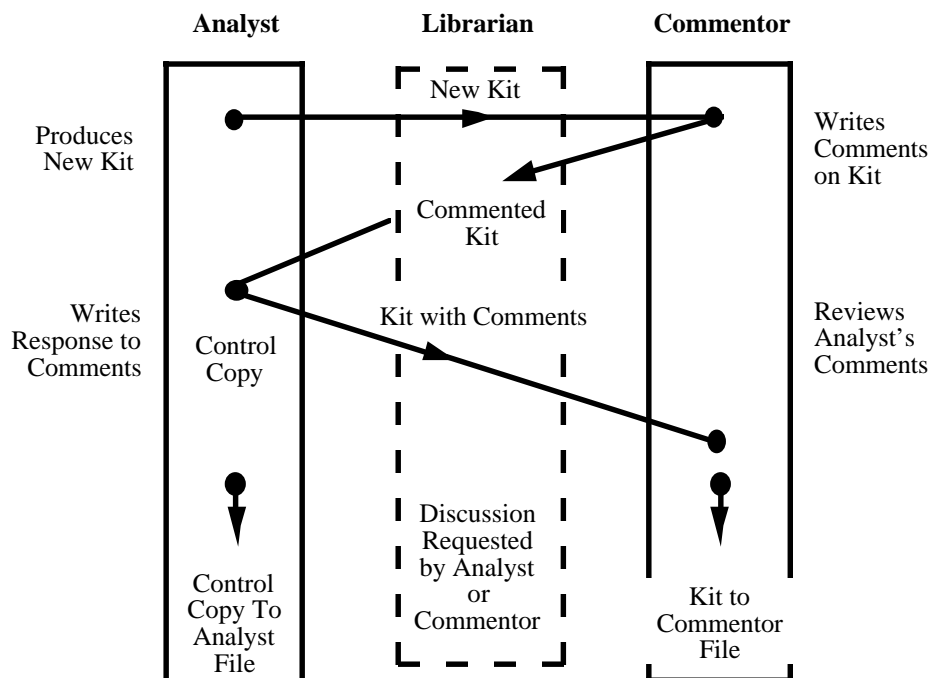 Analyst
Librarian
Commentor
New Kit
Produces
New Kit
Writes
Comments
on Kit
Commented
Kit
Writes
Response to
Comments
Control
Copy
Kit with Comments
Reviews
Analyst’s
Comments
Control
Copy To
Analyst
File
Discussion
Requested
by Analyst
or
Commentor
Kit to
Commentor
File